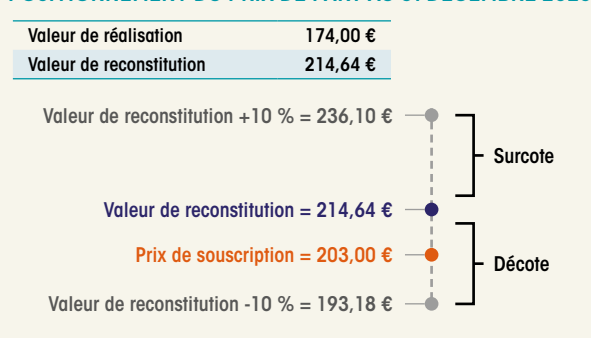 Valeur de réalisation 174,00 €
Valeur de reconstitution 214,64 €
Valeur de reconstitution +10 % = 236,10 €
Surcote
Valeur de reconstitution = 214,64 €
Prix de souscription = 203,00 €
Décote
Valeur de reconstitution -10 % = 193,18 €